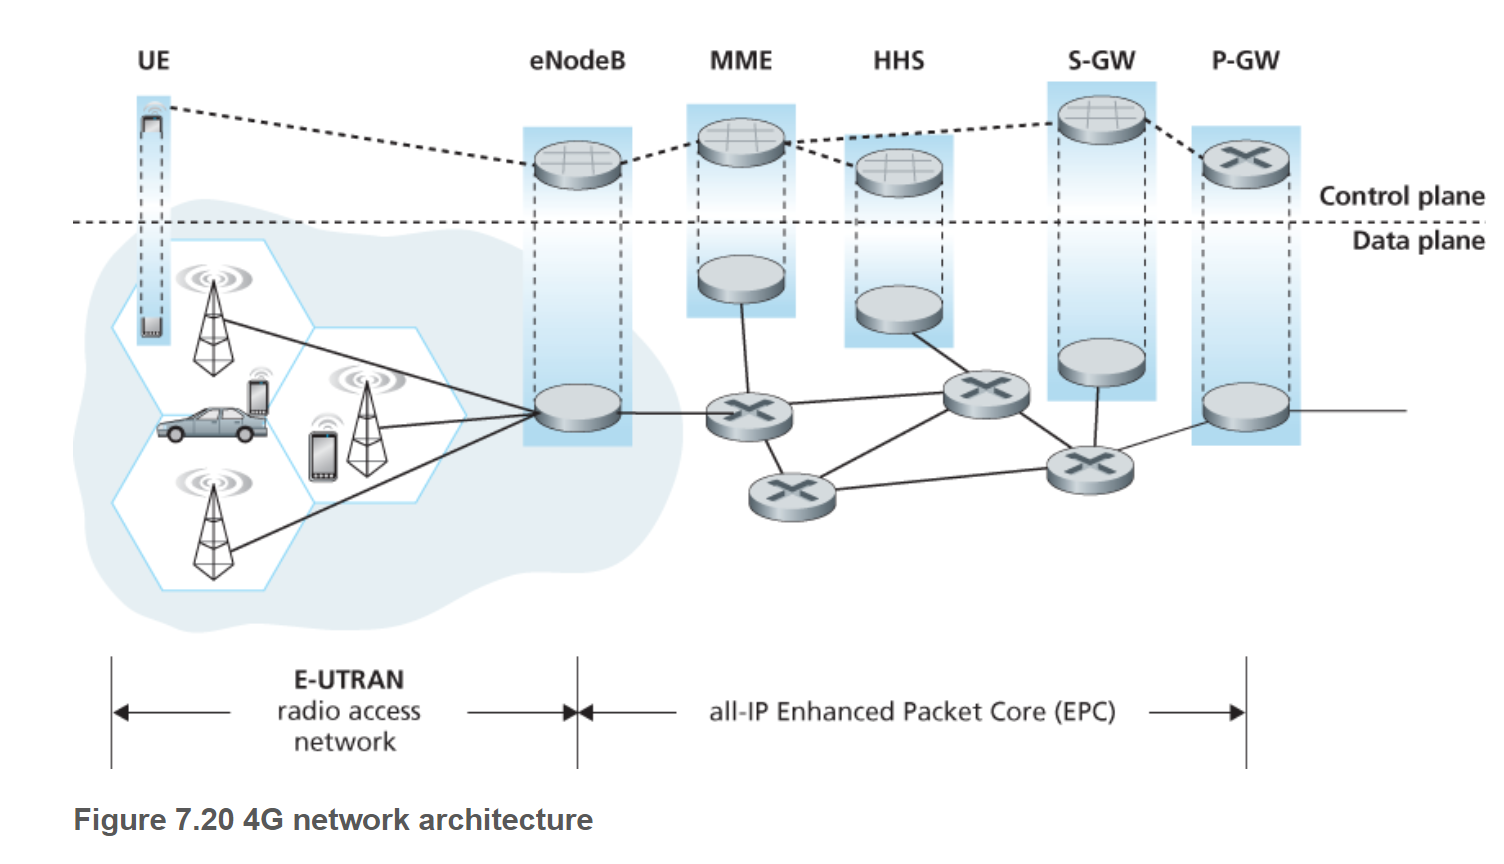 UE
eNodeB
MME
HHS
S-GW
P-GW
Control plane
Data plane
E-UTRAN
radio access
network
all-IP Enhanced Packet Core (EPC)
Figure 7.20 4G network architecture